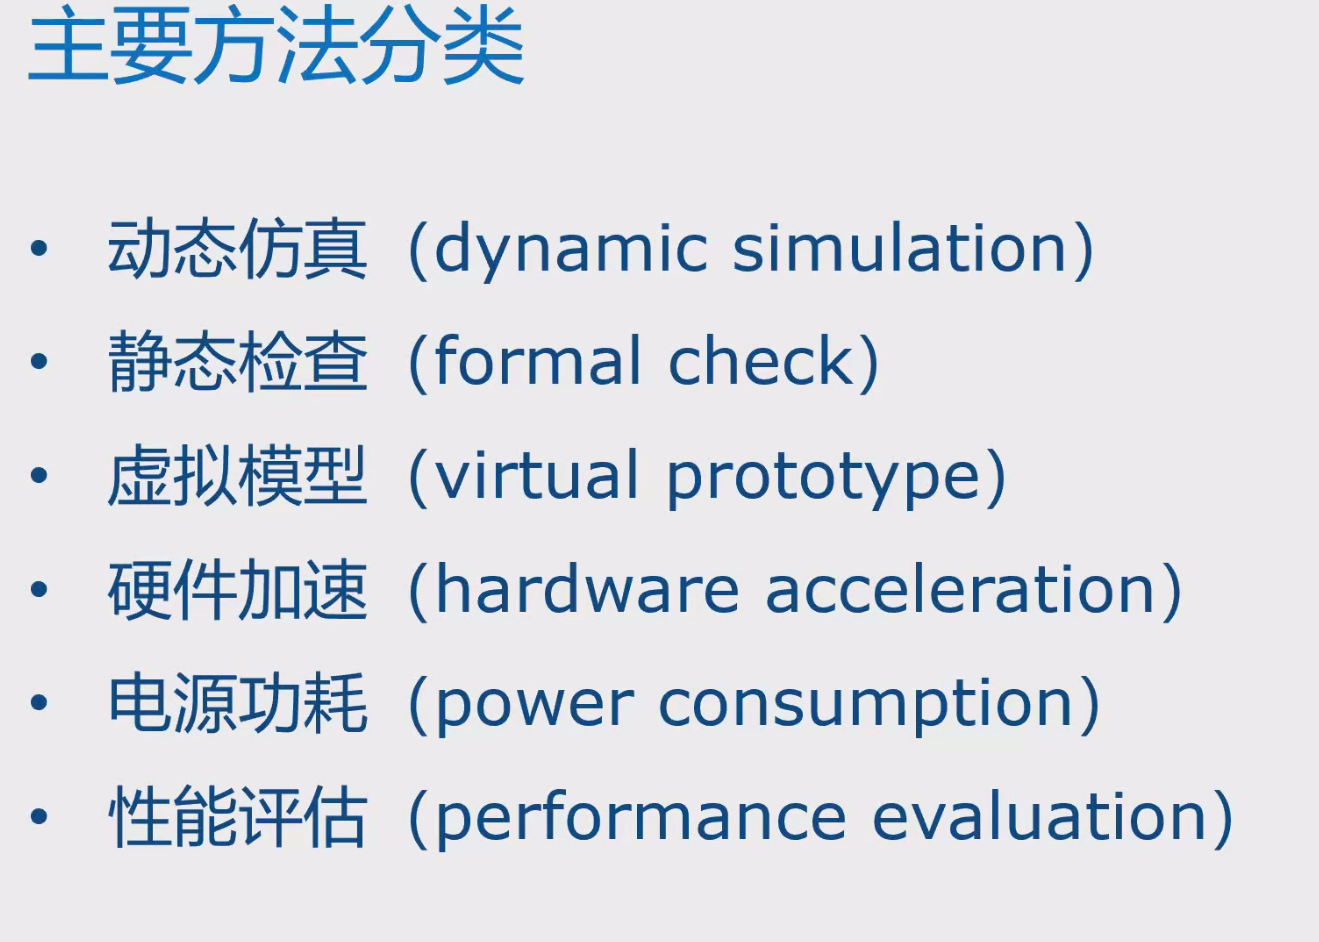 主要方法分类
• 动态仿真 (dynamic simulation)
• 静态检查 (formal check)
• 虚拟模型 (virtual prototype)
• 硬件加速 (hardware acceleration)
• 电源功耗 (power consumption)
• 性能评估 (performance evaluation)